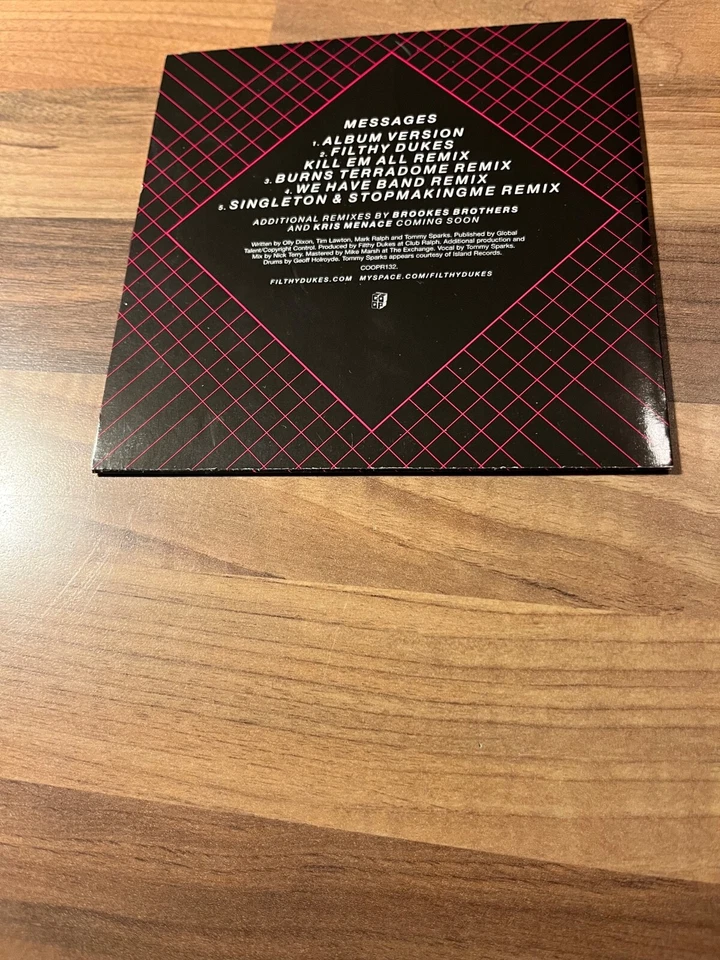 MESSAGES
1. ALBUM VERSION
2. FILTHY DUKES
KILL EM ALL REMIX
3. BURNS TERRADOME REMIX
4. WE HAVE BAND REMIX
5. SINGLETON & STOPMAKINGME REMIX
ADDITIONAL REMIXES BY BROOKES BROTHERS
AND KRIS MENACE COMING SOON
Written by Olly Dixon, Tim Lawton, Mark Ralph and Tommy Sparks. Published by Global
Talent/Copyright Control. Produced by Filthy Dukes at Club Ralph. Additional production and
Mix by Nick Terry. Mastered by Mike Marsh at The Exchange. Vocal by Tommy Sparks.
Drums by Geoff Holroyde. Tommy Sparks appears courtesy of Island Records.
COOPR132.
FILTHYDUKES.COM MYSPACE.COM/FILTHYDUKES
CO
OP